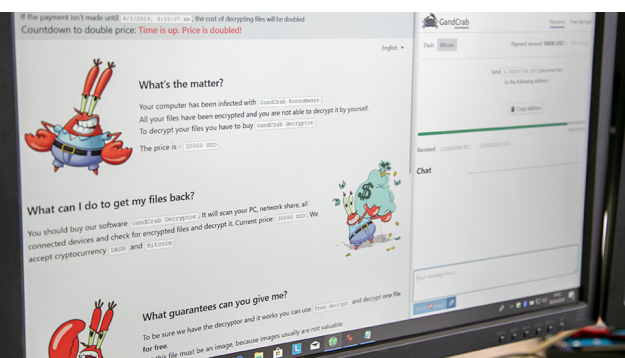 If the payment isn't made until 4/5/2019, 8:18:07 AM, the cost of decrypting files will be doubled
Countdown to double price: Time is up. Price is doubled!
English
What's the matter?
Your computer has been infected with GandCrab Ransomware.
All your files have been encrypted and you are not able to decrypt it by yourself.
To decrypt your files you have to buy GandCrab decryptor
The price is - 30000 USD
What can I do to get my files back?
You should buy our software GandCrab Decryptor. It will scan your PC, network share, all
connected devices and check for encrypted files and decrypt it. Current price: 30000 USD. We
accept cryptocurrency DASH and Bitcoin
What guarantees can you give me?
To be sure we have the decryptor and it works you can use free decrypt and decrypt one file
for free.
this file must be an image, because images usually are not valuable.
GandCrab
Payment
Dash Bitcoin
Payment amount:
Send
to the following address:
Copy address
Received:
Chat